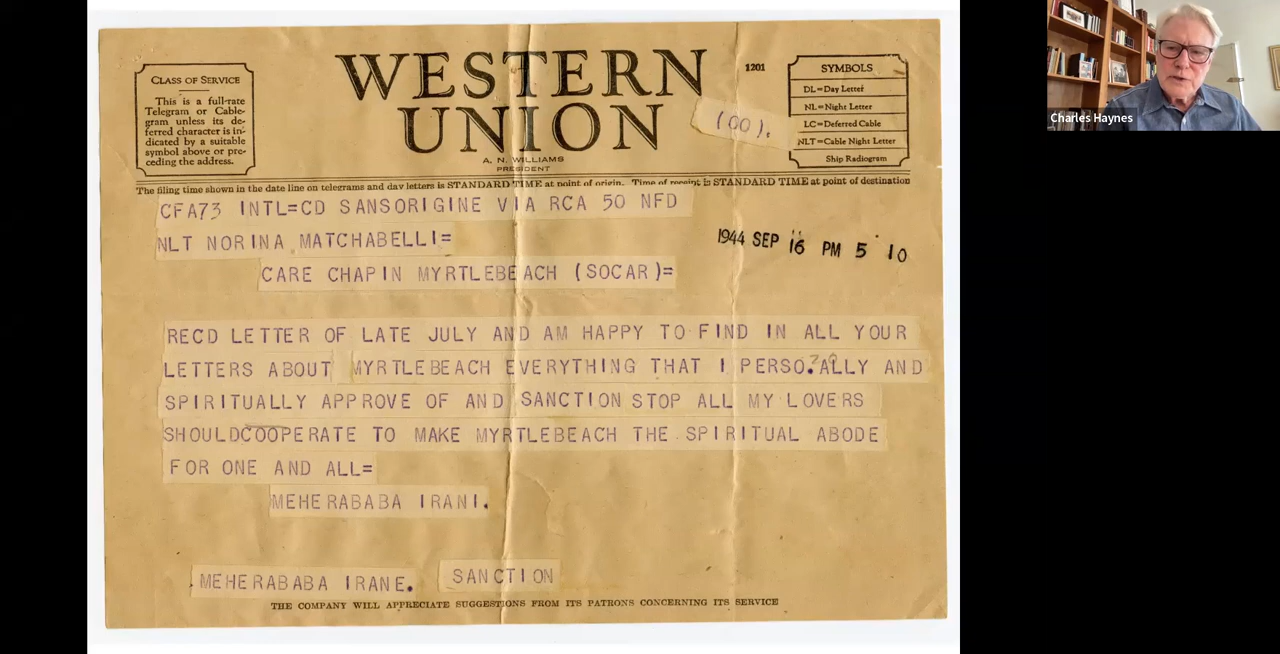 CLASS OF SERVICE
This is a full-rate
Telegram or Cable-
gram unless its de-
ferred character is in-
dicated by a suitable
symbol above or pre-
ceding the address.
WESTERN
UNION
A. N. WILLIAMS
PRESIDENT
1201
(00).
SYMBOLS
DL=Day Letter
NL=Night Letter
LC=Deferred Cable
NLT=Cable Night Letter
Ship Radiogram
The filing time shown in the date line on telegrams and day letters is STANDARD TIME at point of origin. Time of receipt is STANDARD TIME at point of destination
CFA73 INTL=CD SANSORIGINE VIA RCA 50 NFD
NLT NORINA MATCHABELLI=
1944 SEP 16 PM 5 10
CARE CHAPIN MYRTLEBEACH (SOCAR)=
RECD LETTER OF LATE JULY AND AM HAPPY TO FIND IN ALL YOUR
LETTERS ABOUT MYRTLEBEACH EVERYTHING THAT I PERSO.ALLY AND
SPIRITUALLY APPROVE OF AND SANCTION STOP ALL MY LOVERS
SHOULDCOOPERATE TO MAKE MYRTLEBEACH THE SPIRITUAL ABODE
FOR ONE AND ALL=
MEHERABABA IRANI.
MEHERABABA IRANE. SANCTION
THE COMPANY WILL APPRECIATE SUGGESTIONS FROM ITS PATRONS CONCERNING ITS SERVICE
Charles Haynes